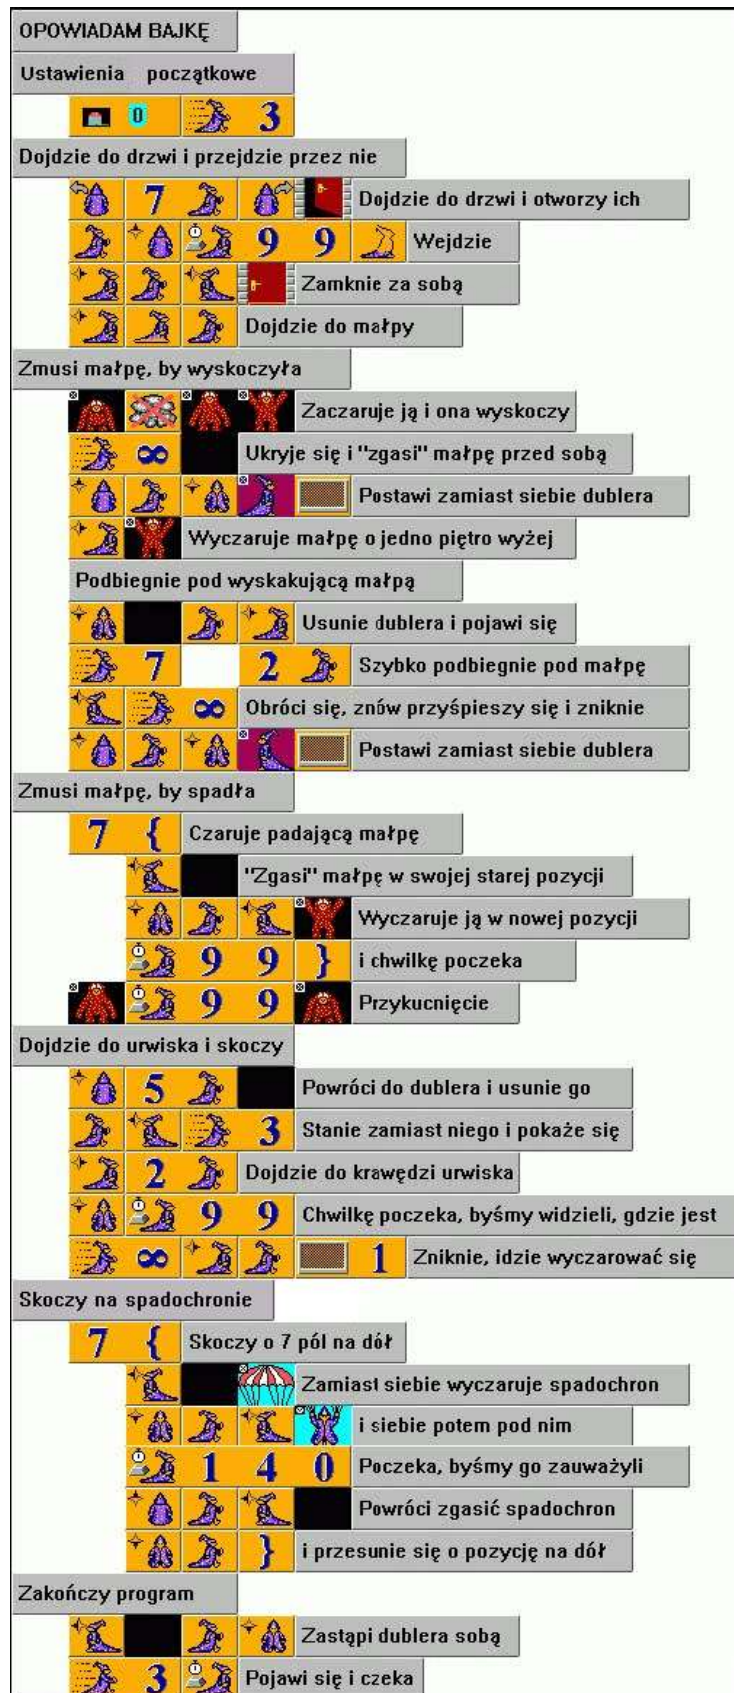 OPOWIADAM BAJKĘ
Ustawienia początkowe
0 3
Dojdzie do drzwi i przejdzie przez nie
7 Dojdzie do drzwi i otworzy ich
9 9 Wejdzie
Zamknie za sobą
Dojdzie do małpy
Zmusi małpę, by wyskoczyła
Zaczaruje ją i ona wyskoczy
∞ Ukryje się i "zgasi" małpę przed sobą
Postawi zamiast siebie dublera
Wyczaruje małpę o jedno piętro wyżej
Podbiegnie pod wyskakującą małpą
Usunie dublera i pojawi się
7 2 Szybko podbiegnie pod małpę
∞ Obróci się, znów przyśpieszy się i zniknie
Postawi zamiast siebie dublera
Zmusi małpę, by spadła
7 { Czaruje padającą małpę
"Zgasi" małpę w swojej starej pozycji
Wyczaruje ją w nowej pozycji
9 9 } i chwilkę poczeka
9 9 Przykucnięcie
Dojdzie do urwiska i skoczy
5 Powróci do dublera i usunie go
3 Stanie zamiast niego i pokaże się
2 Dojdzie do krawędzi urwiska
9 9 Chwilkę poczeka, byśmy widzieli, gdzie jest
∞ 1 Zniknie, idzie wyczarować się
Skoczy na spadochronie
7 { Skoczy o 7 pól na dół
Zamiast siebie wyczaruje spadochron
i siebie potem pod nim
1 4 0 Poczeka, byśmy go zauważyli
Powróci zgasić spadochron
} i przesunie się o pozycję na dół
Zakończy program
Zastąpi dublera sobą
3 Pojawi się i czeka